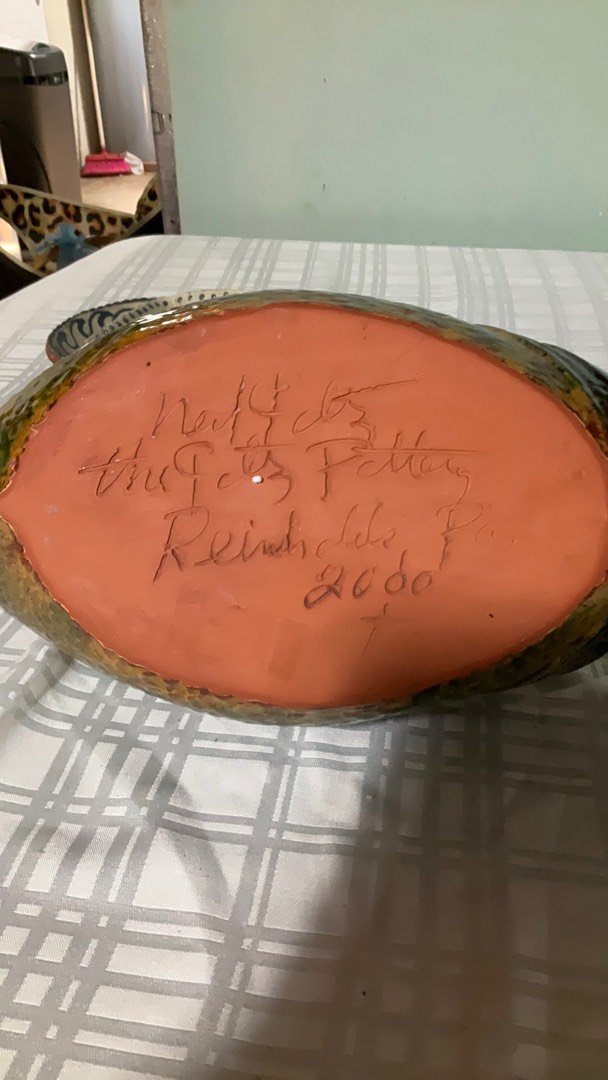 Ned Foltz
the Foltz Pottery
Reinholds Pa.
2000
†